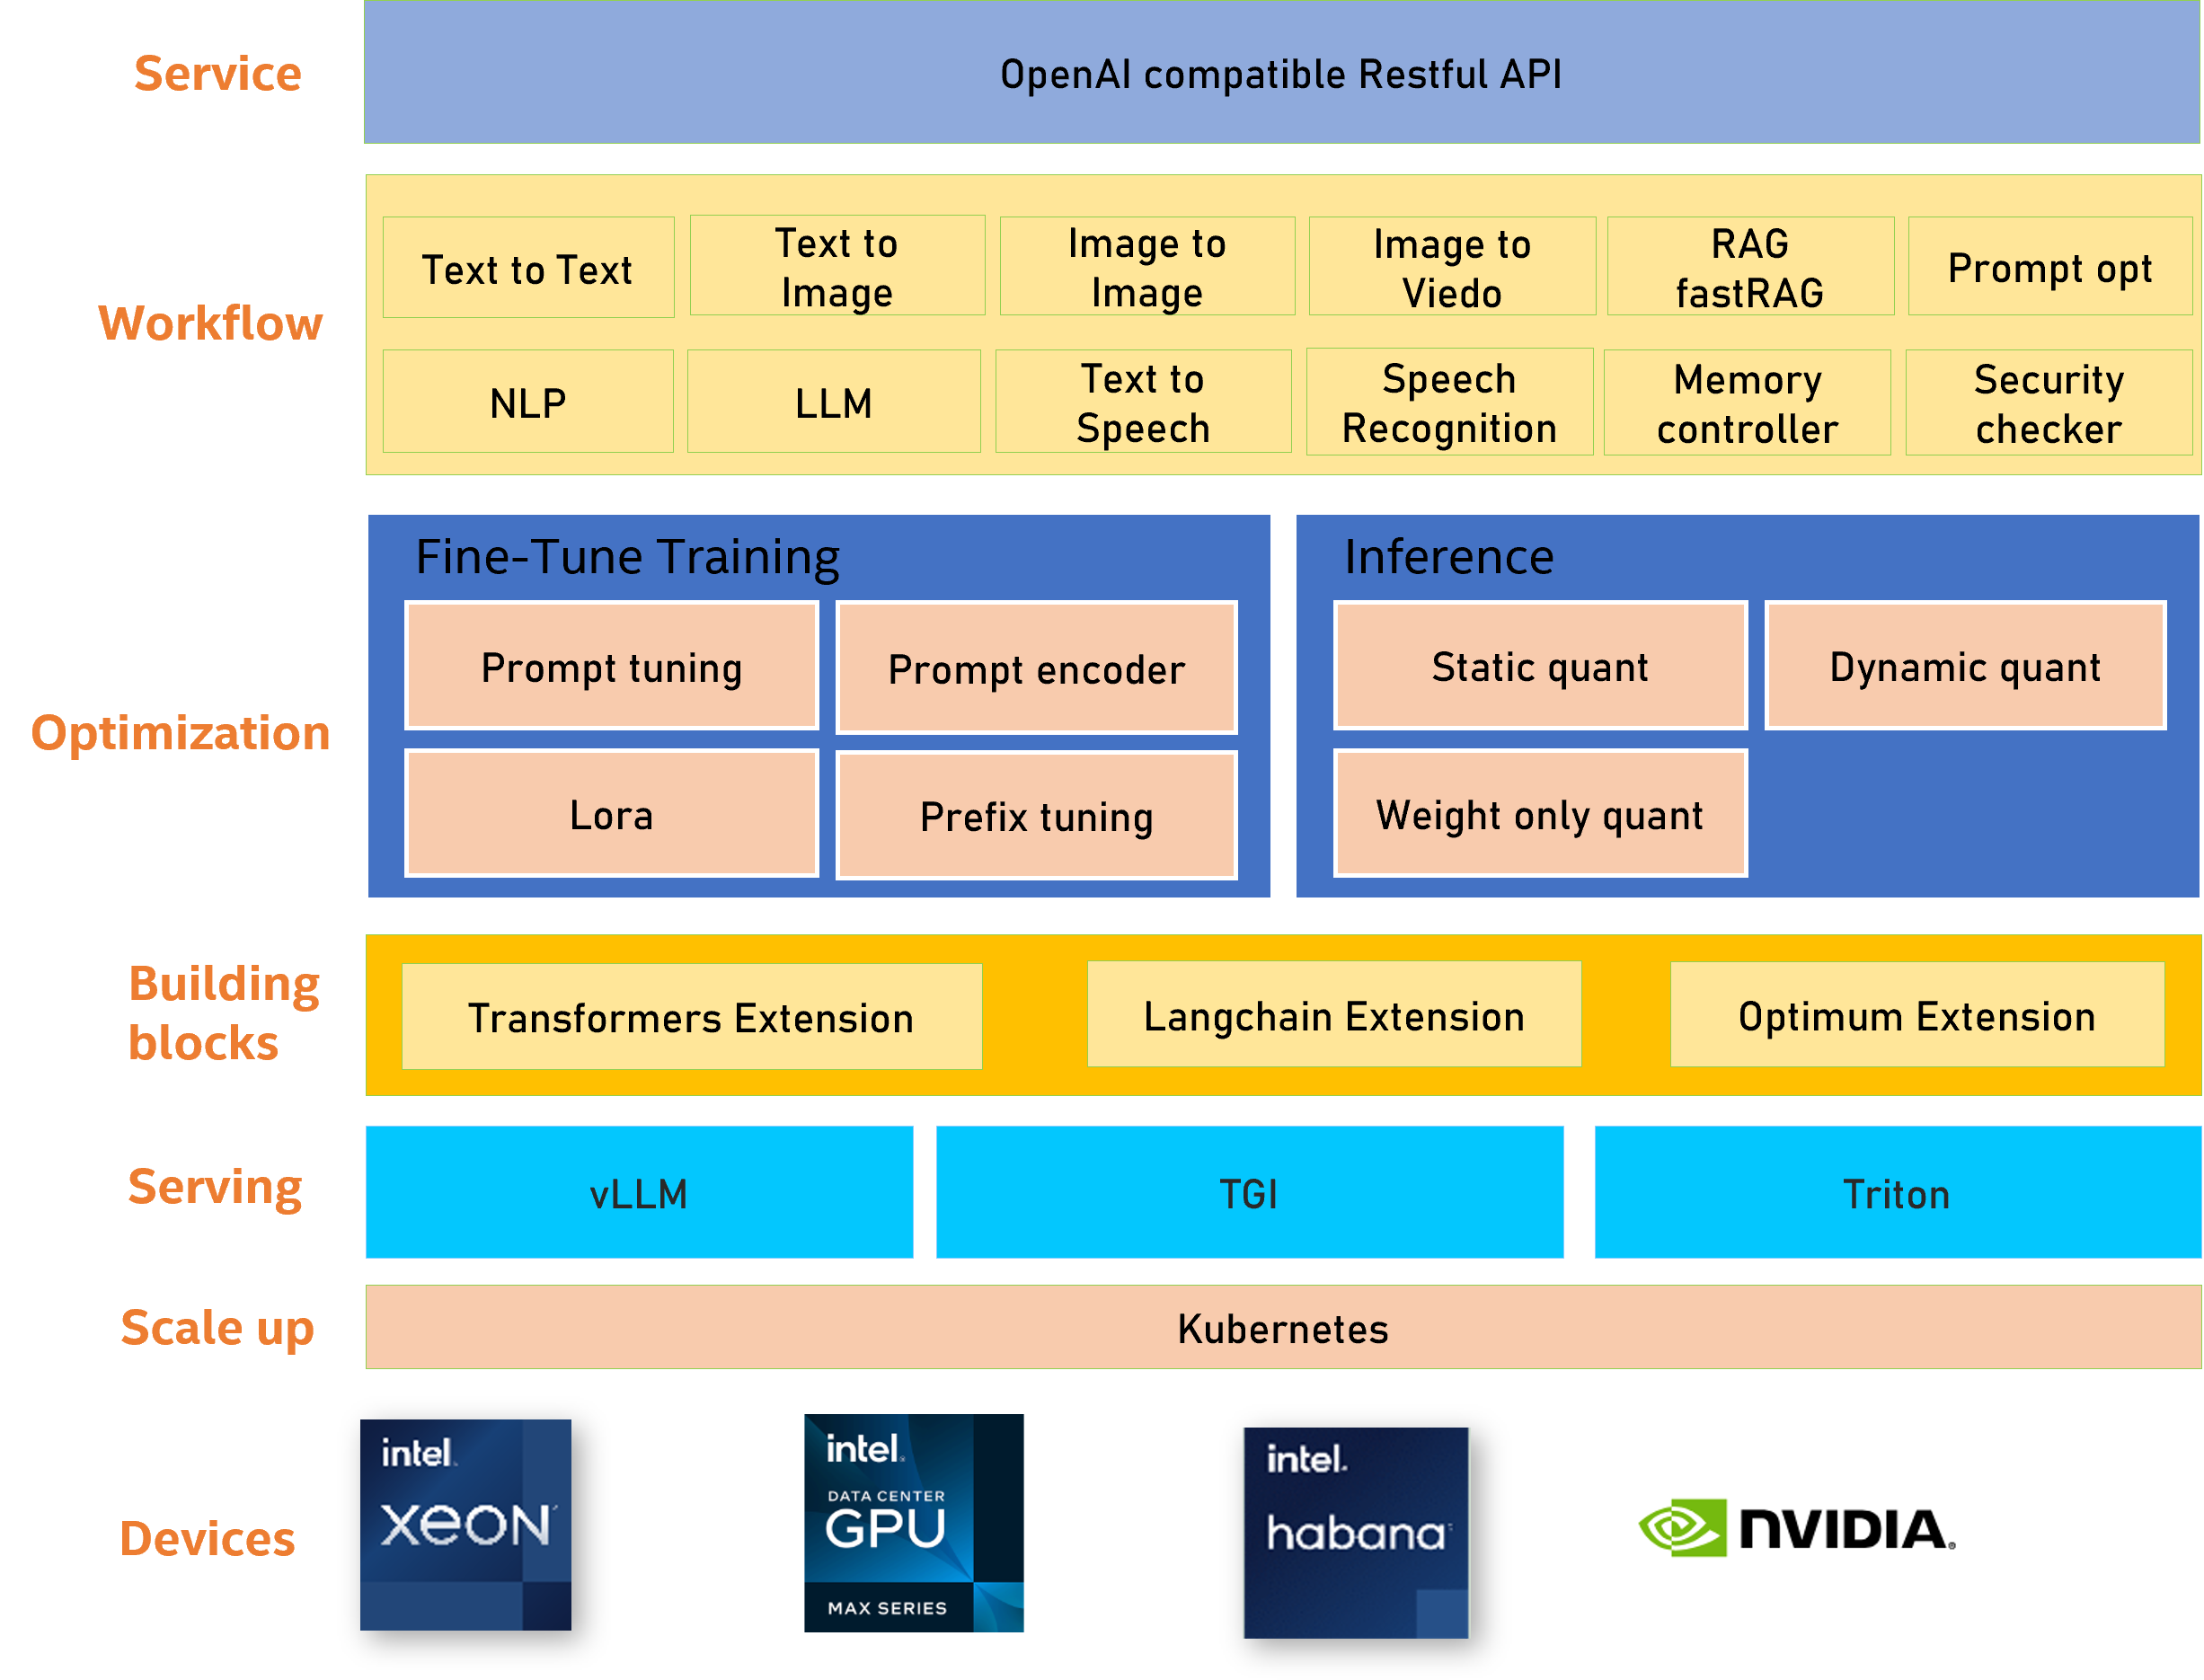 Service
OpenAI compatible Restful API
Workflow
Text to Text
Text to
Image
Image to
Image
Image to
Viedo
RAG
fastRAG
Prompt opt
NLP
LLM
Text to
Speech
Speech
Recognition
Memory
controller
Security
checker
Optimization
Fine-Tune Training
Prompt tuning
Prompt encoder
Lora
Prefix tuning
Inference
Static quant
Dynamic quant
Weight only quant
Building
blocks
Transformers Extension
Langchain Extension
Optimum Extension
Serving
vLLM
TGI
Triton
Scale up
Kubernetes
Devices
intel.
xeon
intel.
DATA CENTER
GPU
MAX SERIES
intel.
habana
NVIDIA.